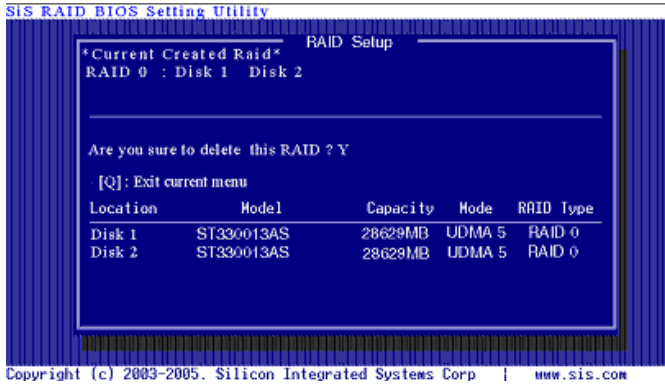 SiS RAID BIOS Setting Utility
RAID Setup
*Current Created Raid*
RAID 0 : Disk 1 Disk 2
Are you sure to delete this RAID ? Y
[Q]: Exit current menu
Location Model Capacity Mode RAID Type
Disk 1 ST330013AS 28629MB UDMA 5 RAID 0
Disk 2 ST330013AS 28629MB UDMA 5 RAID 0
Copyright (c) 2003-2005. Silicon Integrated Systems Corp | www.sis.com